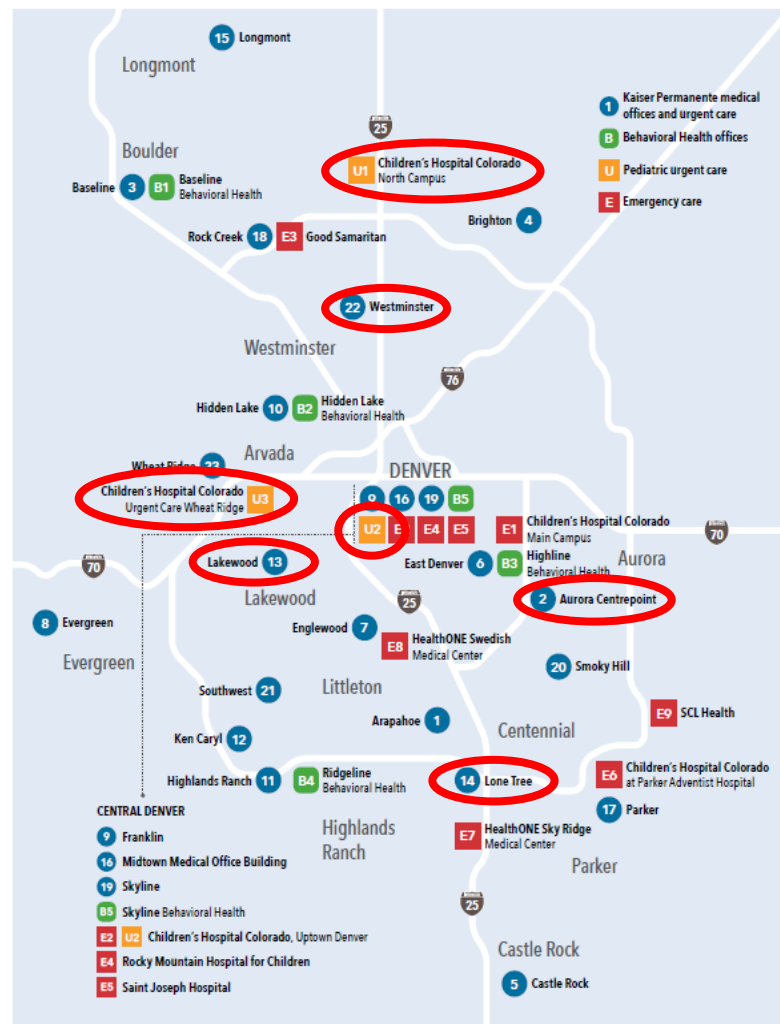 15 Longmont
Longmont
25
1 Kaiser Permanente medical
offices and urgent care
B Behavioral Health offices
U Pediatric urgent care
E Emergency care
Boulder
U1 Children's Hospital Colorado
North Campus
Baseline 3 B1 Baseline
Behavioral Health
Brighton 4
Rock Creek 18 E3 Good Samaritan
22 Westminster
Westminster
76
Hidden Lake 10 B2 Hidden Lake
Behavioral Health
Arvada
Wheat Ridge 23
DENVER
Children's Hospital Colorado U3
Urgent Care Wheat Ridge
9 16 19 B5
U2 E2 E4 E5
E1 Children's Hospital Colorado
Main Campus
70
70
Lakewood 13
East Denver 6 B3 Highline
Behavioral Health
Aurora
Lakewood
25
2 Aurora Centrepoint
8 Evergreen
Evergreen
Englewood 7
E8 HealthONE Swedish
Medical Center
20 Smoky Hill
Southwest 21
Littleton
Arapahoe 1
Centennial
E9 SCL Health
Ken Caryl 12
Highlands Ranch 11 B4 Ridgeline
Behavioral Health
14 Lone Tree
E6 Children's Hospital Colorado
at Parker Adventist Hospital
17 Parker
Highlands
Ranch
E7 HealthONE Sky Ridge
Medical Center
Parker
25
Castle Rock
5 Castle Rock
CENTRAL DENVER
9 Franklin
16 Midtown Medical Office Building
19 Skyline
B5 Skyline Behavioral Health
E2 U2 Children's Hospital Colorado, Uptown Denver
E4 Rocky Mountain Hospital for Children
E5 Saint Joseph Hospital